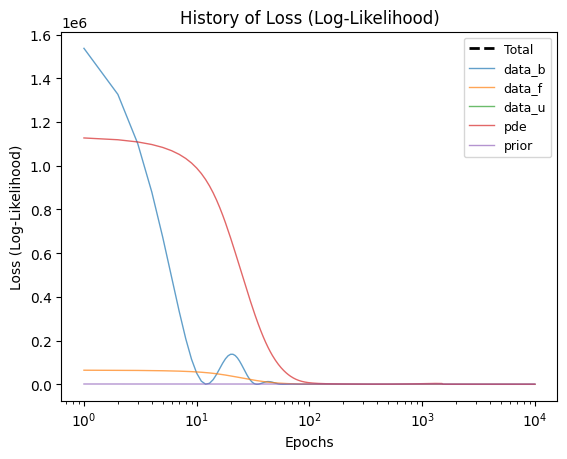 History of Loss (Log-Likelihood)
1e6
1.6
1.4
1.2
1.0
0.8
0.6
0.4
0.2
0.0
Loss (Log-Likelihood)
Total
data_b
data_f
data_u
pde
prior
10^0
10^1
10^2
10^3
10^4
Epochs